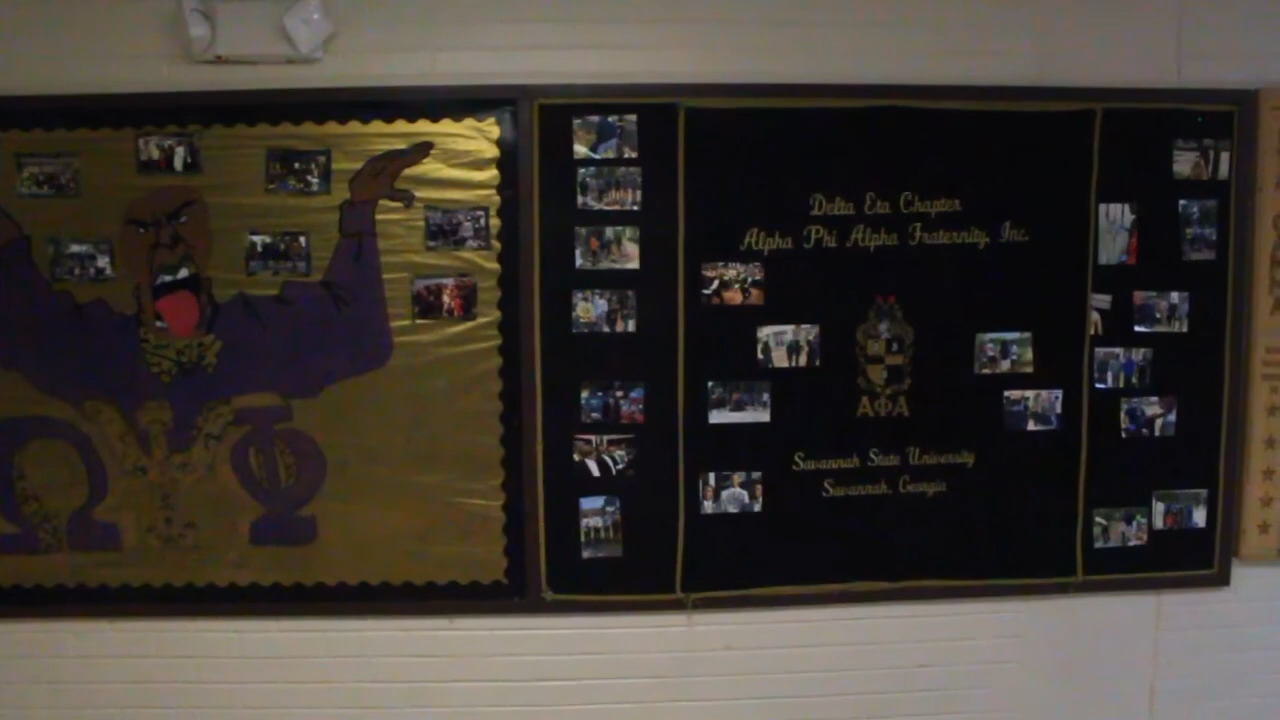 ΩΨΦ
Delta Eta Chapter
Alpha Phi Alpha Fraternity, Inc.
ΑΦΑ
Savannah State University
Savannah, Georgia